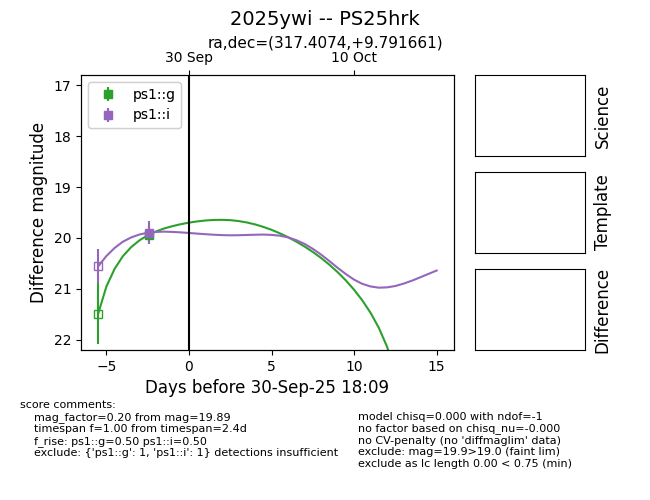 2025ywi -- PS25hrk
ra,dec=(317.4074,+9.791661)
30 Sep
10 Oct
17
18
19
20
21
22
Difference magnitude
ps1::g
ps1::i
−5
0
5
10
15
Days before 30-Sep-25 18:09
Science
Template
Difference
score comments:
mag_factor=0.20 from mag=19.89
timespan f=1.00 from timespan=2.4d
f_rise: ps1::g=0.50 ps1::i=0.50
exclude: {'ps1::g': 1, 'ps1::i': 1} detections insufficient
model chisq=0.000 with ndof=-1
no factor based on chisq_nu=-0.000
no CV-penalty (no 'diffmaglim' data)
exclude: mag=19.9>19.0 (faint lim)
exclude as lc length 0.00 < 0.75 (min)